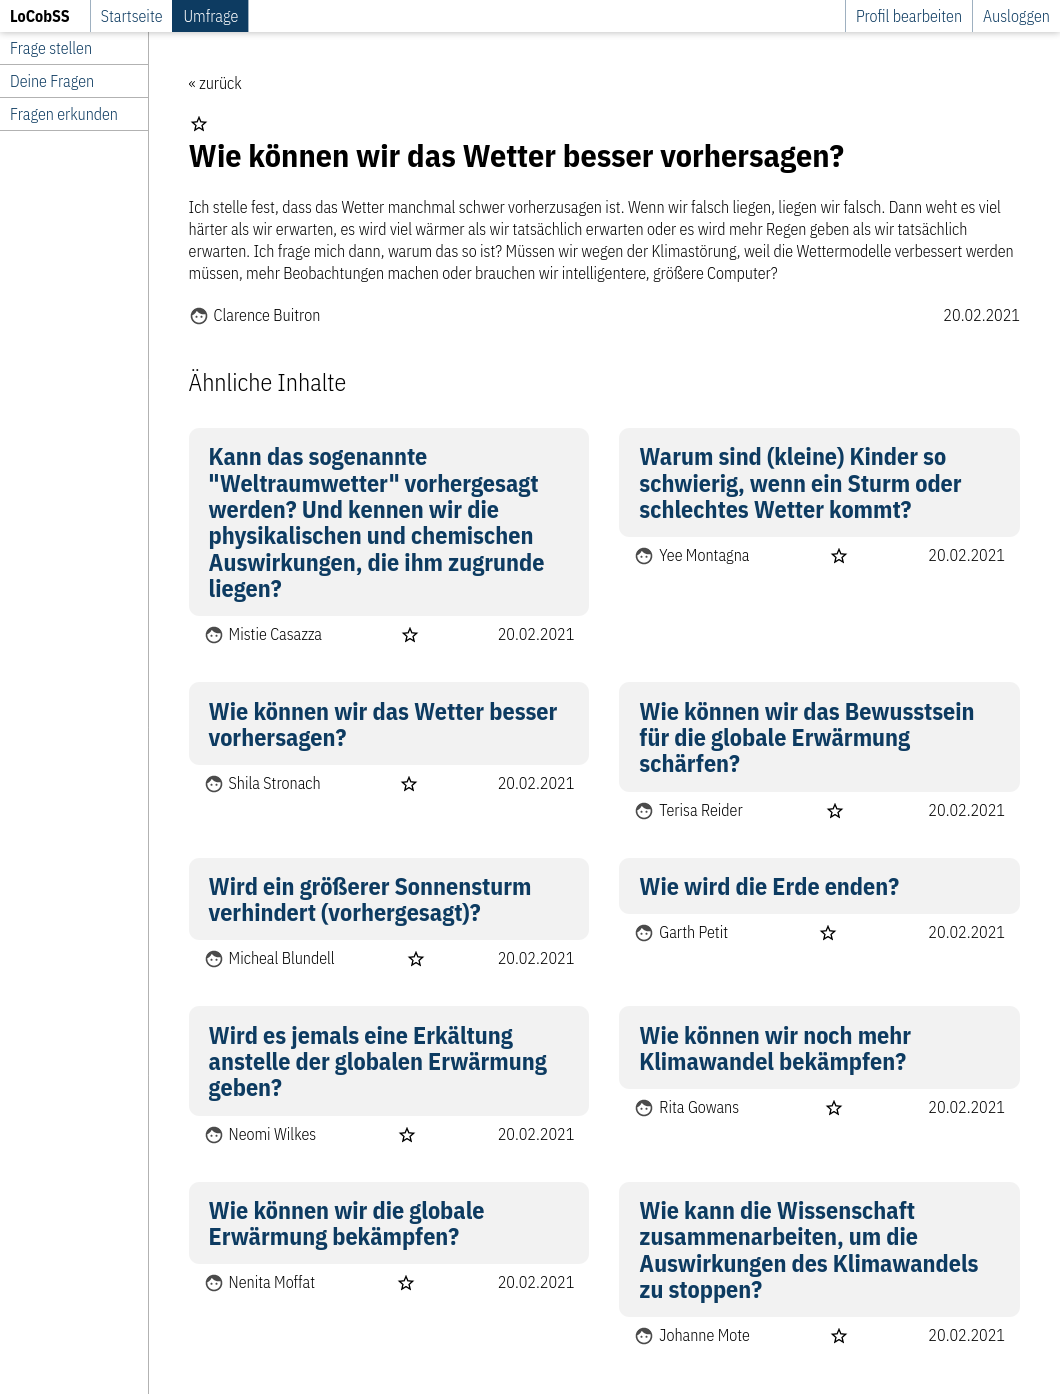 LoCobSS Startseite Umfrage Profil bearbeiten Ausloggen
Frage stellen
Deine Fragen
Fragen erkunden
« zurück
Wie können wir das Wetter besser vorhersagen?
Ich stelle fest, dass das Wetter manchmal schwer vorherzusagen ist. Wenn wir falsch liegen, liegen wir falsch. Dann weht es viel
härter als wir erwarten, es wird viel wärmer als wir tatsächlich erwarten oder es wird mehr Regen geben als wir tatsächlich
erwarten. Ich frage mich dann, warum das so ist? Müssen wir wegen der Klimastörung, weil die Wettermodelle verbessert werden
müssen, mehr Beobachtungen machen oder brauchen wir intelligentere, größere Computer?
Clarence Buitron 20.02.2021
Ähnliche Inhalte
Kann das sogenannte
"Weltraumwetter" vorhergesagt
werden? Und kennen wir die
physikalischen und chemischen
Auswirkungen, die ihm zugrunde
liegen?
Mistie Casazza 20.02.2021
Warum sind (kleine) Kinder so
schwierig, wenn ein Sturm oder
schlechtes Wetter kommt?
Yee Montagna 20.02.2021
Wie können wir das Wetter besser
vorhersagen?
Shila Stronach 20.02.2021
Wie können wir das Bewusstsein
für die globale Erwärmung
schärfen?
Terisa Reider 20.02.2021
Wird ein größerer Sonnensturm
verhindert (vorhergesagt)?
Micheal Blundell 20.02.2021
Wie wird die Erde enden?
Garth Petit 20.02.2021
Wird es jemals eine Erkältung
anstelle der globalen Erwärmung
geben?
Neomi Wilkes 20.02.2021
Wie können wir noch mehr
Klimawandel bekämpfen?
Rita Gowans 20.02.2021
Wie können wir die globale
Erwärmung bekämpfen?
Nenita Moffat 20.02.2021
Wie kann die Wissenschaft
zusammenarbeiten, um die
Auswirkungen des Klimawandels
zu stoppen?
Johanne Mote 20.02.2021